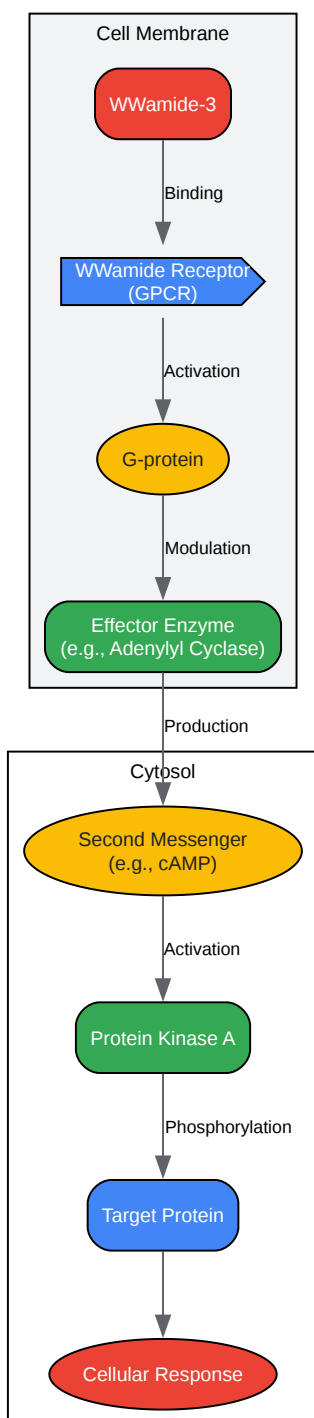 Cell Membrane
WWamide-3
Binding
WWamide Receptor
(GPCR)
Activation
G-protein
Modulation
Effector Enzyme
(e.g., Adenylyl Cyclase)
Production
Cytosol
Second Messenger
(e.g., cAMP)
Activation
Protein Kinase A
Phosphorylation
Target Protein
Cellular Response